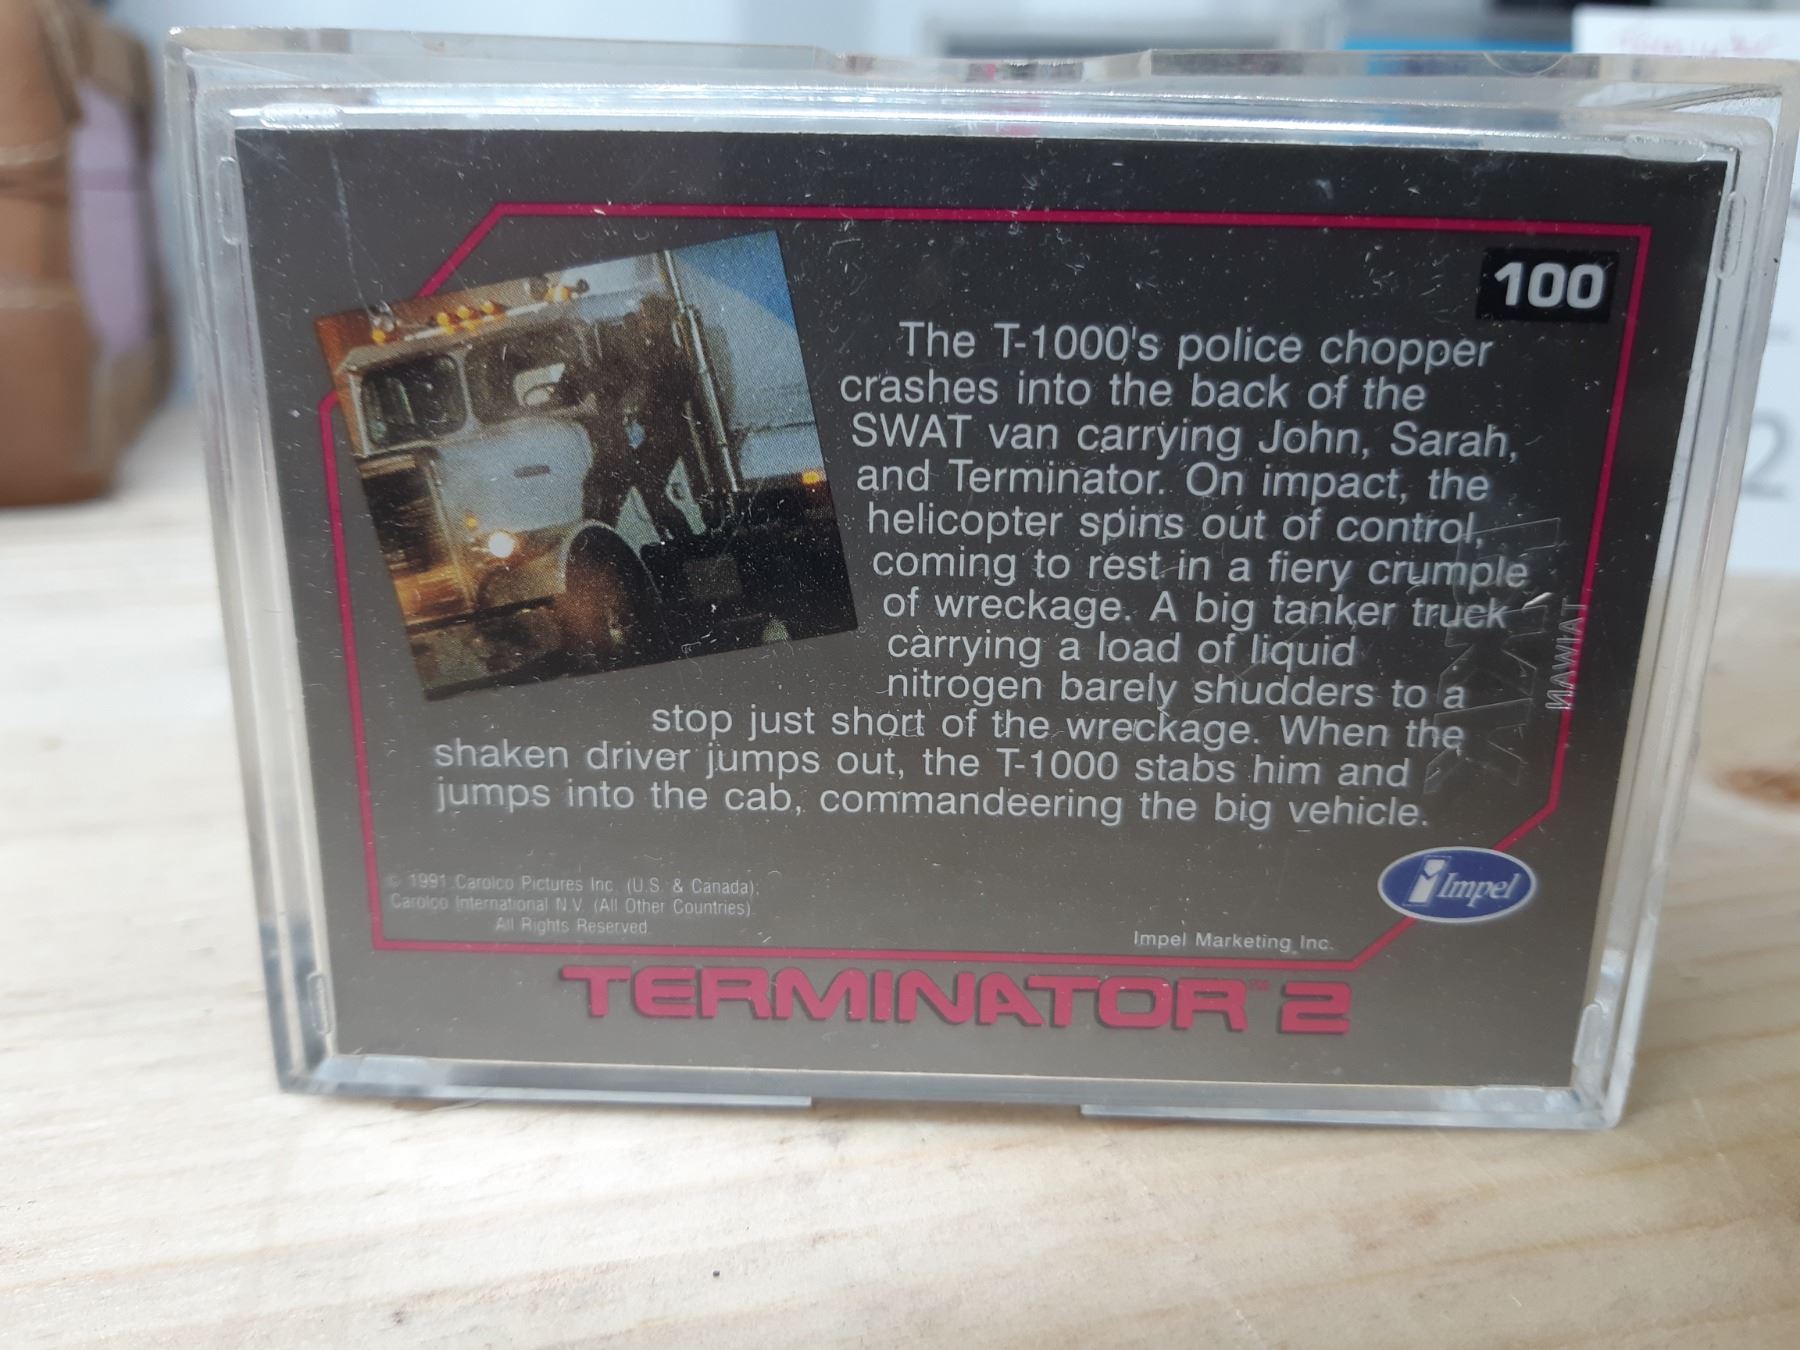 100
The T-1000's police chopper
crashes into the back of the
SWAT van carrying John, Sarah,
and Terminator. On impact, the
helicopter spins out of control,
coming to rest in a fiery crumple
of wreckage. A big tanker truck
carrying a load of liquid
nitrogen barely shudders to a
stop just short of the wreckage. When the
shaken driver jumps out, the T-1000 stabs him and
jumps into the cab, commandeering the big vehicle.
TAIWAN
© 1991 Carolco Pictures Inc. (U.S. & Canada);
Carolco International N.V. (All Other Countries)
All Rights Reserved.
Impel
Impel Marketing Inc.
TERMINATOR™ 2
2